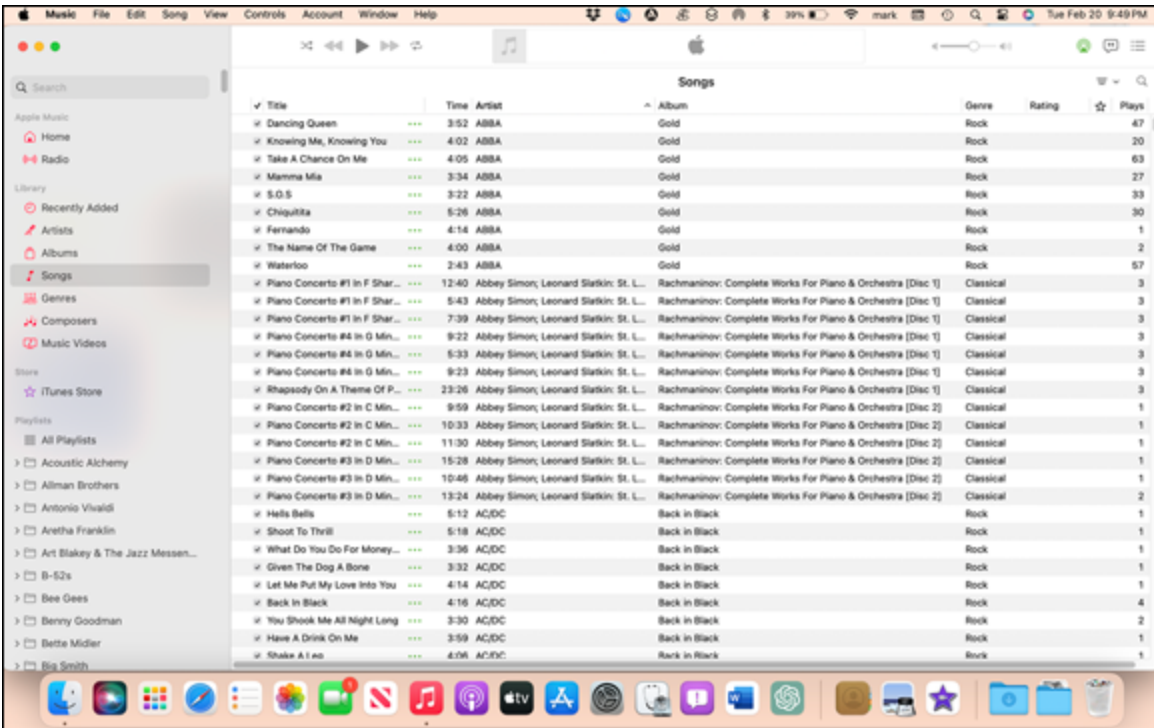 Music File Edit Song View Controls Account Window Help 39% mark Tue Feb 20 9:49 PM
Search
Songs
Apple Music
Home
Radio
Library
Recently Added
Artists
Albums
Songs
Genres
Composers
Music Videos
Store
iTunes Store
Playlists
All Playlists
Acoustic Alchemy
Allman Brothers
Antonio Vivaldi
Aretha Franklin
Art Blakey & The Jazz Messen...
B-52s
Bee Gees
Benny Goodman
Bette Midler
Big Smith
Title Time Artist Album Genre Rating Plays
Dancing Queen 3:52 ABBA Gold Rock 47
Knowing Me, Knowing You 4:02 ABBA Gold Rock 20
Take A Chance On Me 4:05 ABBA Gold Rock 63
Mamma Mia 3:34 ABBA Gold Rock 27
S.O.S 3:22 ABBA Gold Rock 33
Chiquitita 5:26 ABBA Gold Rock 30
Fernando 4:14 ABBA Gold Rock 1
The Name Of The Game 4:00 ABBA Gold Rock 2
Waterloo 2:43 ABBA Gold Rock 57
Piano Concerto #1 In F Shar... 12:40 Abbey Simon; Leonard Slatkin: St. L... Rachmaninov: Complete Works For Piano & Orchestra [Disc 1] Classical 3
Piano Concerto #1 In F Shar... 5:43 Abbey Simon; Leonard Slatkin: St. L... Rachmaninov: Complete Works For Piano & Orchestra [Disc 1] Classical 3
Piano Concerto #1 In F Shar... 7:39 Abbey Simon; Leonard Slatkin: St. L... Rachmaninov: Complete Works For Piano & Orchestra [Disc 1] Classical 3
Piano Concerto #4 In G Min... 9:22 Abbey Simon; Leonard Slatkin: St. L... Rachmaninov: Complete Works For Piano & Orchestra [Disc 1] Classical 3
Piano Concerto #4 In G Min... 5:33 Abbey Simon; Leonard Slatkin: St. L... Rachmaninov: Complete Works For Piano & Orchestra [Disc 1] Classical 3
Piano Concerto #4 In G Min... 9:23 Abbey Simon; Leonard Slatkin: St. L... Rachmaninov: Complete Works For Piano & Orchestra [Disc 1] Classical 3
Rhapsody On A Theme Of P... 23:26 Abbey Simon; Leonard Slatkin: St. L... Rachmaninov: Complete Works For Piano & Orchestra [Disc 1] Classical 3
Piano Concerto #2 In C Min... 9:59 Abbey Simon; Leonard Slatkin: St. L... Rachmaninov: Complete Works For Piano & Orchestra [Disc 2] Classical 1
Piano Concerto #2 In C Min... 10:33 Abbey Simon; Leonard Slatkin: St. L... Rachmaninov: Complete Works For Piano & Orchestra [Disc 2] Classical 1
Piano Concerto #2 In C Min... 11:30 Abbey Simon; Leonard Slatkin: St. L... Rachmaninov: Complete Works For Piano & Orchestra [Disc 2] Classical 1
Piano Concerto #3 In D Min... 15:28 Abbey Simon; Leonard Slatkin: St. L... Rachmaninov: Complete Works For Piano & Orchestra [Disc 2] Classical 1
Piano Concerto #3 In D Min... 10:46 Abbey Simon; Leonard Slatkin: St. L... Rachmaninov: Complete Works For Piano & Orchestra [Disc 2] Classical 1
Piano Concerto #3 In D Min... 13:24 Abbey Simon; Leonard Slatkin: St. L... Rachmaninov: Complete Works For Piano & Orchestra [Disc 2] Classical 2
Hells Bells 5:12 AC/DC Back in Black Rock 1
Shoot To Thrill 5:18 AC/DC Back in Black Rock 1
What Do You Do For Money... 3:36 AC/DC Back in Black Rock 1
Given The Dog A Bone 3:32 AC/DC Back in Black Rock 1
Let Me Put My Love Into You 4:14 AC/DC Back in Black Rock 1
Back In Black 4:16 AC/DC Back in Black Rock 4
You Shook Me All Night Long 3:30 AC/DC Back in Black Rock 2
Have A Drink On Me 3:59 AC/DC Back in Black Rock 1
Shake A Leg 4:06 AC/DC Back in Black Rock 1
tv